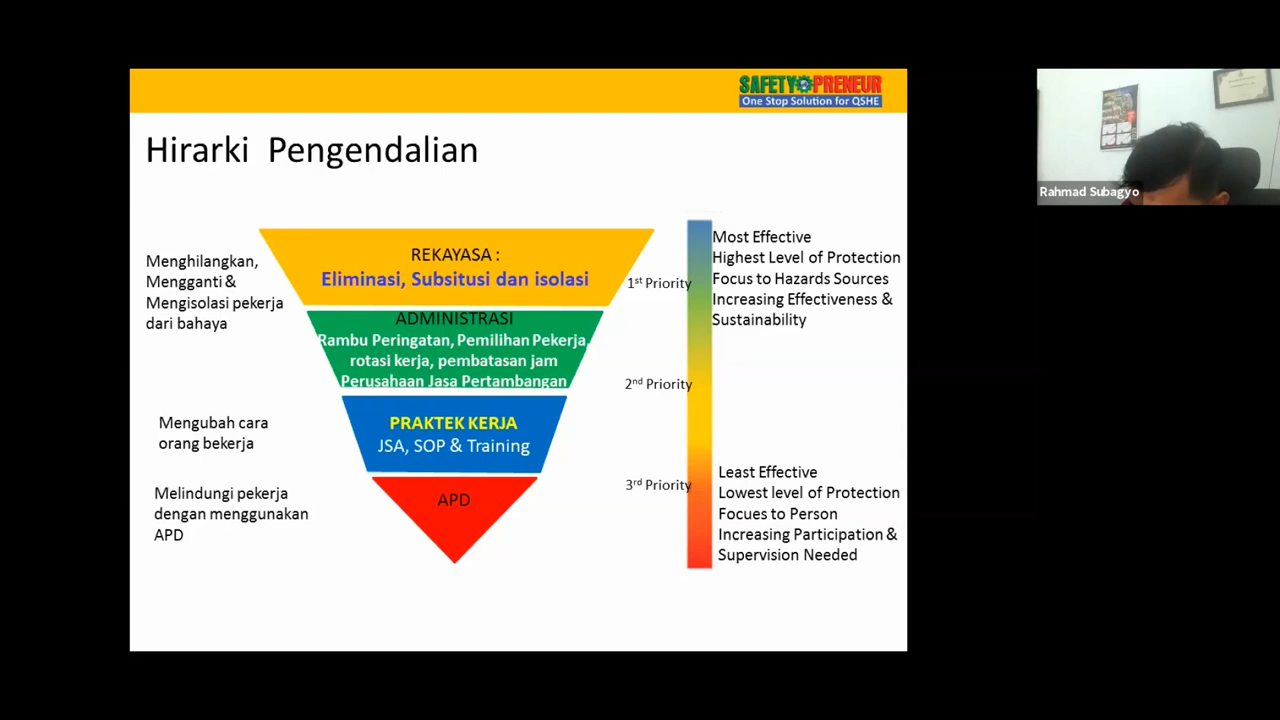 SAFETY PRENEUR
One Stop Solution for QSHE
Hirarki Pengendalian
Menghilangkan,
Mengganti &
Mengisolasi pekerja
dari bahaya
REKAYASA :
Eliminasi, Subsitusi dan isolasi
ADMINISTRASI
Rambu Peringatan, Pemilihan Pekerja,
rotasi kerja, pembatasan jam
Perusahaan Jasa Pertambangan
Mengubah cara
orang bekerja
PRAKTEK KERJA
JSA, SOP & Training
Melindungi pekerja
dengan menggunakan
APD
APD
1st Priority
2nd Priority
3rd Priority
Most Effective
Highest Level of Protection
Focus to Hazards Sources
Increasing Effectiveness &
Sustainability
Least Effective
Lowest level of Protection
Focues to Person
Increasing Participation &
Supervision Needed
Rahmad Subagyo